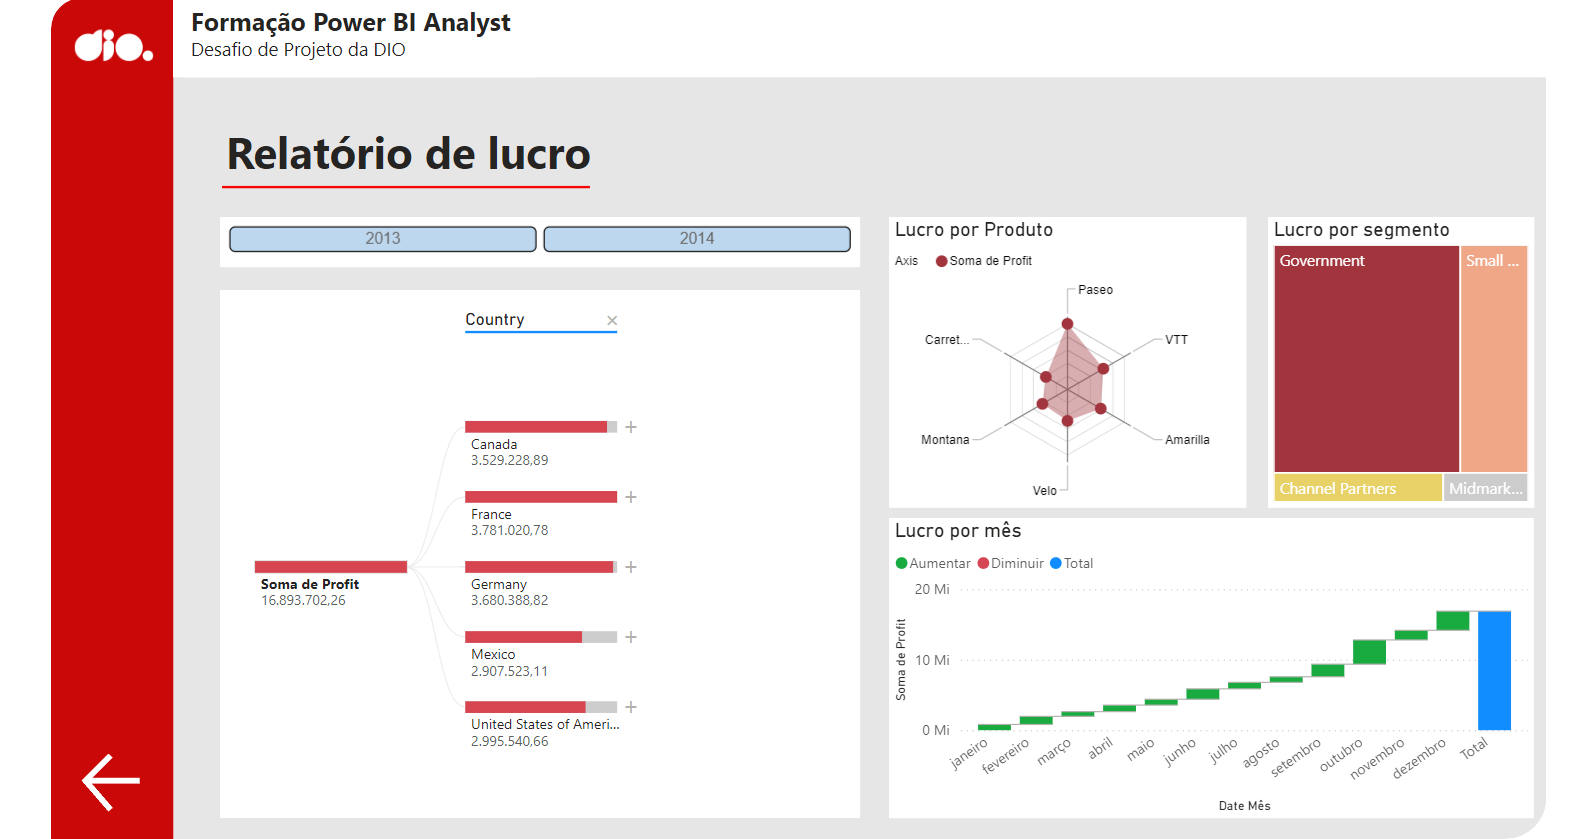 dio.
Formação Power BI Analyst
Desafio de Projeto da DIO
Relatório de lucro
2013
2014
Country
Canada
3.529.228,89
France
3.781.020,78
Soma de Profit
16.893.702,26
Germany
3.680.388,82
Mexico
2.907.523,11
United States of Ameri...
2.995.540,66
Lucro por Produto
Axis
Soma de Profit
Paseo
VTT
Amarilla
Velo
Montana
Carret...
Lucro por segmento
Government
Small ...
Channel Partners
Midmark...
Lucro por mês
Aumentar
Diminuir
Total
Soma de Profit
20 Mi
10 Mi
0 Mi
janeiro
fevereiro
março
abril
maio
junho
julho
agosto
setembro
outubro
novembro
dezembro
Total
Date Mês